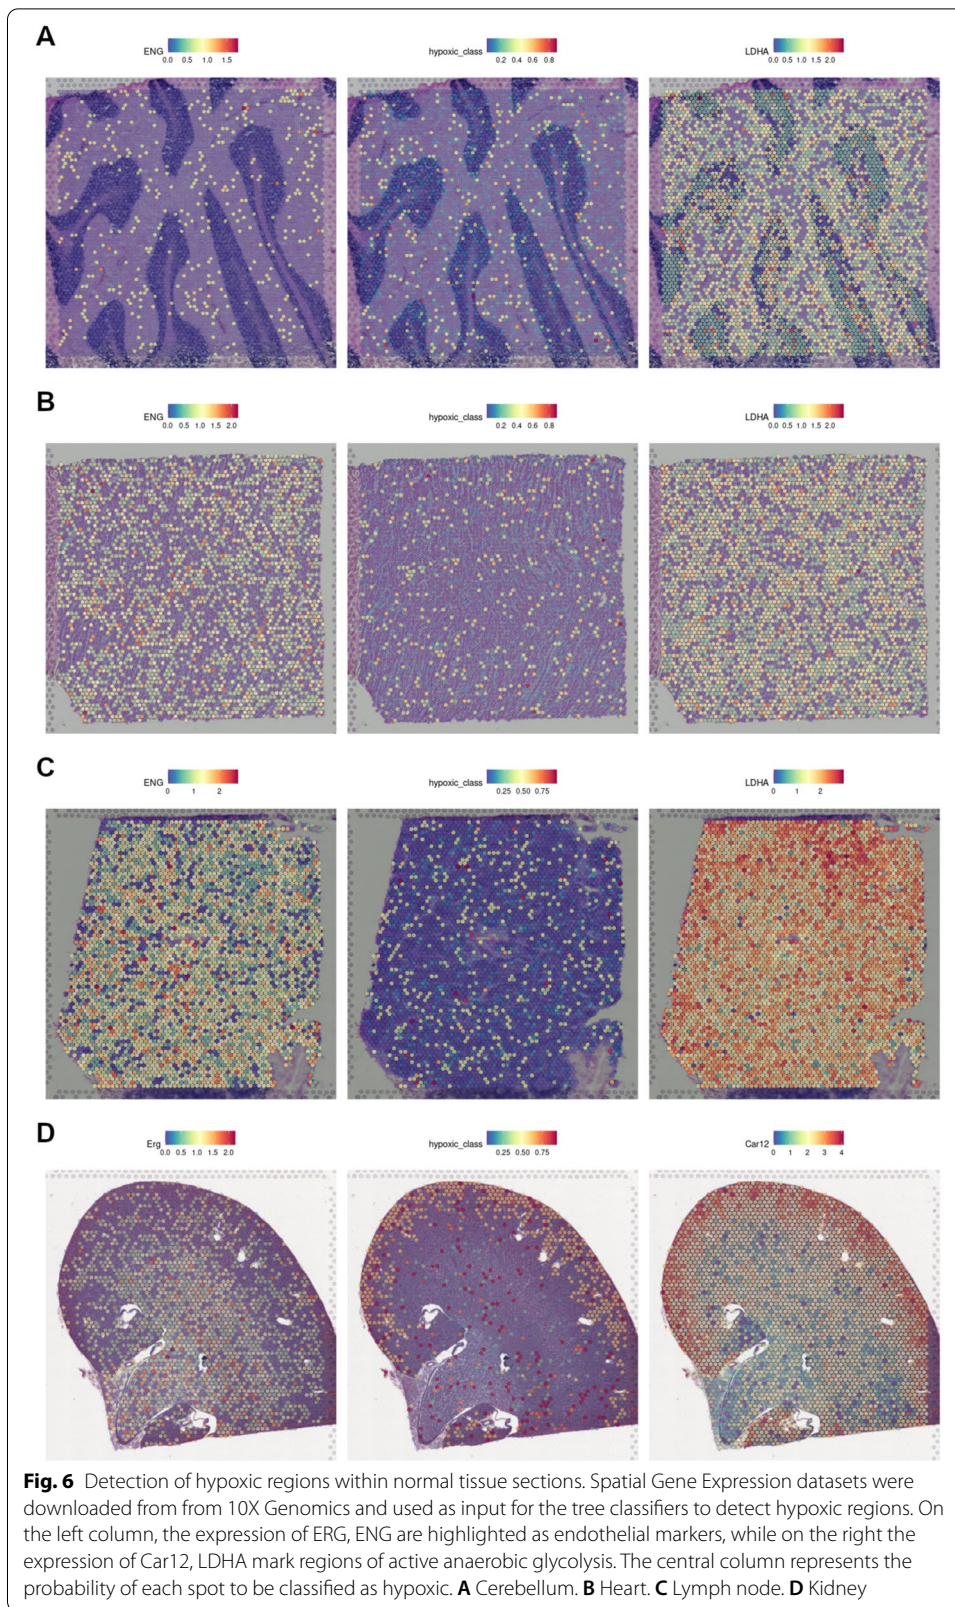 A
ENG
0.0 0.5 1.0 1.5
hypoxic_class
0.2 0.4 0.6 0.8
LDHA
0.0 0.5 1.0 1.5 2.0
B
ENG
0.0 0.5 1.0 1.5 2.0
hypoxic_class
0.2 0.4 0.6 0.8
LDHA
0.0 0.5 1.0 1.5 2.0
C
ENG
0 1 2
hypoxic_class
0.25 0.50 0.75
LDHA
0 1 2
D
Erg
0.0 0.5 1.0 1.5 2.0
hypoxic_class
0.25 0.50 0.75
Car12
0 1 2 3 4
Fig. 6 Detection of hypoxic regions within normal tissue sections. Spatial Gene Expression datasets were
downloaded from from 10X Genomics and used as input for the tree classifiers to detect hypoxic regions. On
the left column, the expression of ERG, ENG are highlighted as endothelial markers, while on the right the
expression of Car12, LDHA mark regions of active anaerobic glycolysis. The central column represents the
probability of each spot to be classified as hypoxic. A Cerebellum. B Heart. C Lymph node. D Kidney